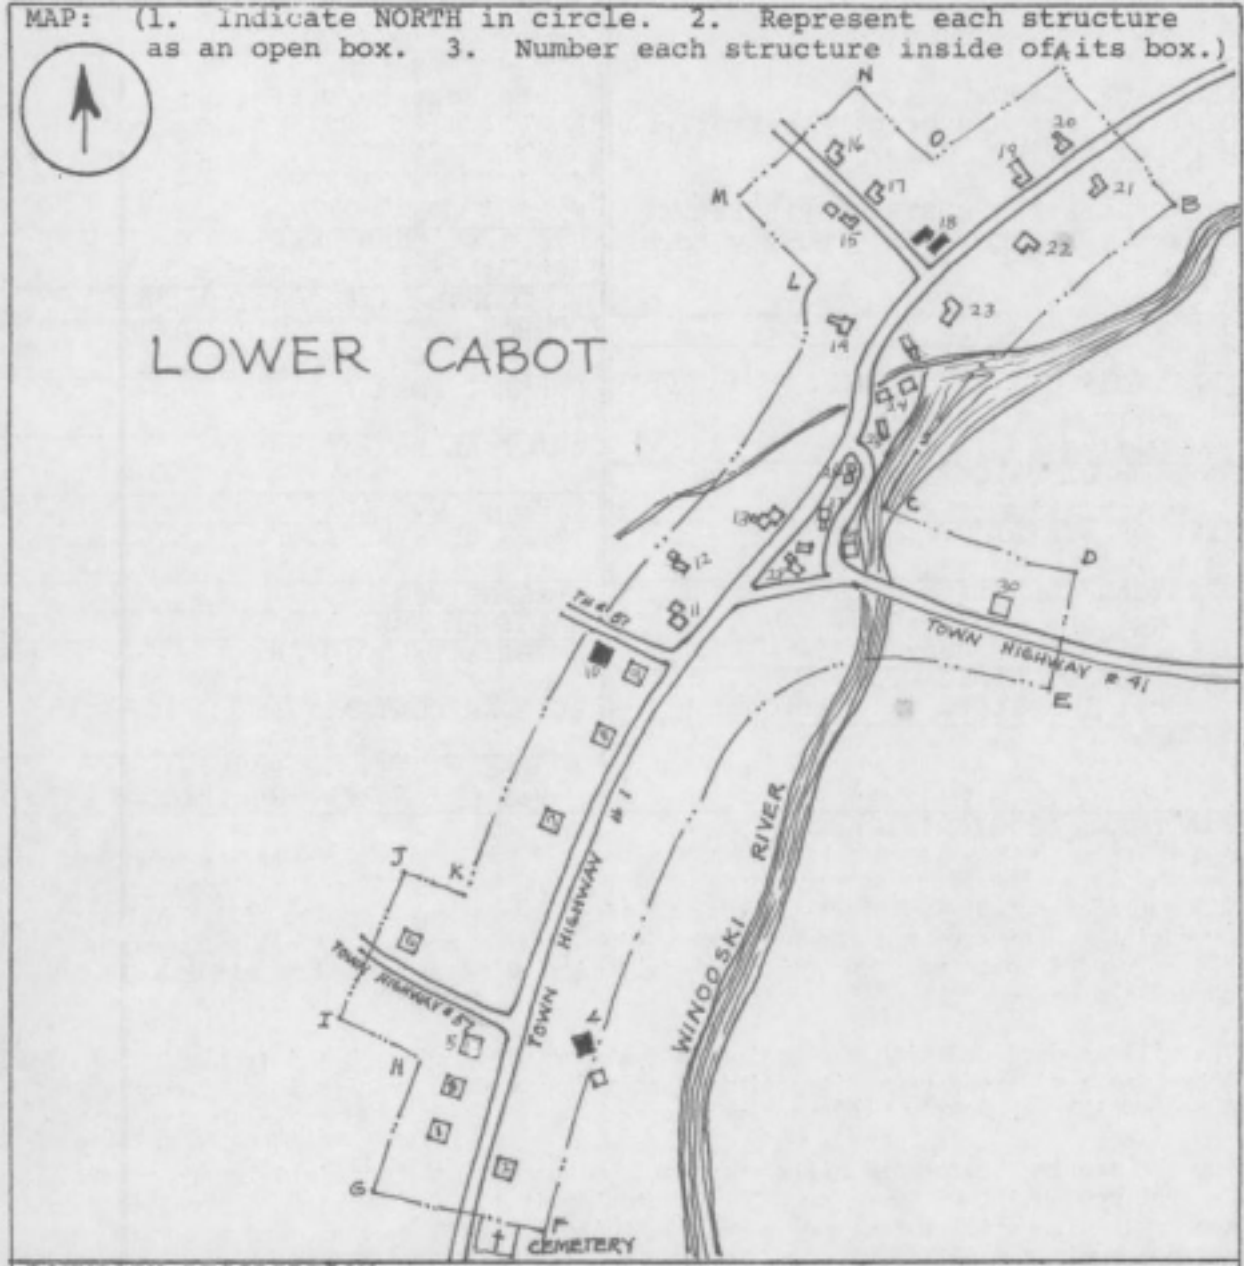 MAP: (1. Indicate NORTH in circle. 2. Represent each structure
as an open box. 3. Number each structure inside of its box.)
A
N
O
20
16
19
M
17
21
B
18
15
22
L
23
14
LOWER CABOT
24
C
13
12
D
30
11
TOWN HIGHWAY # 41
10
E
# 1
RIVER
J
K
HIGHWAY
WINOOSKI
TOWN HIGHWAY # 57
I
TOWN
5
H
G
F
CEMETERY